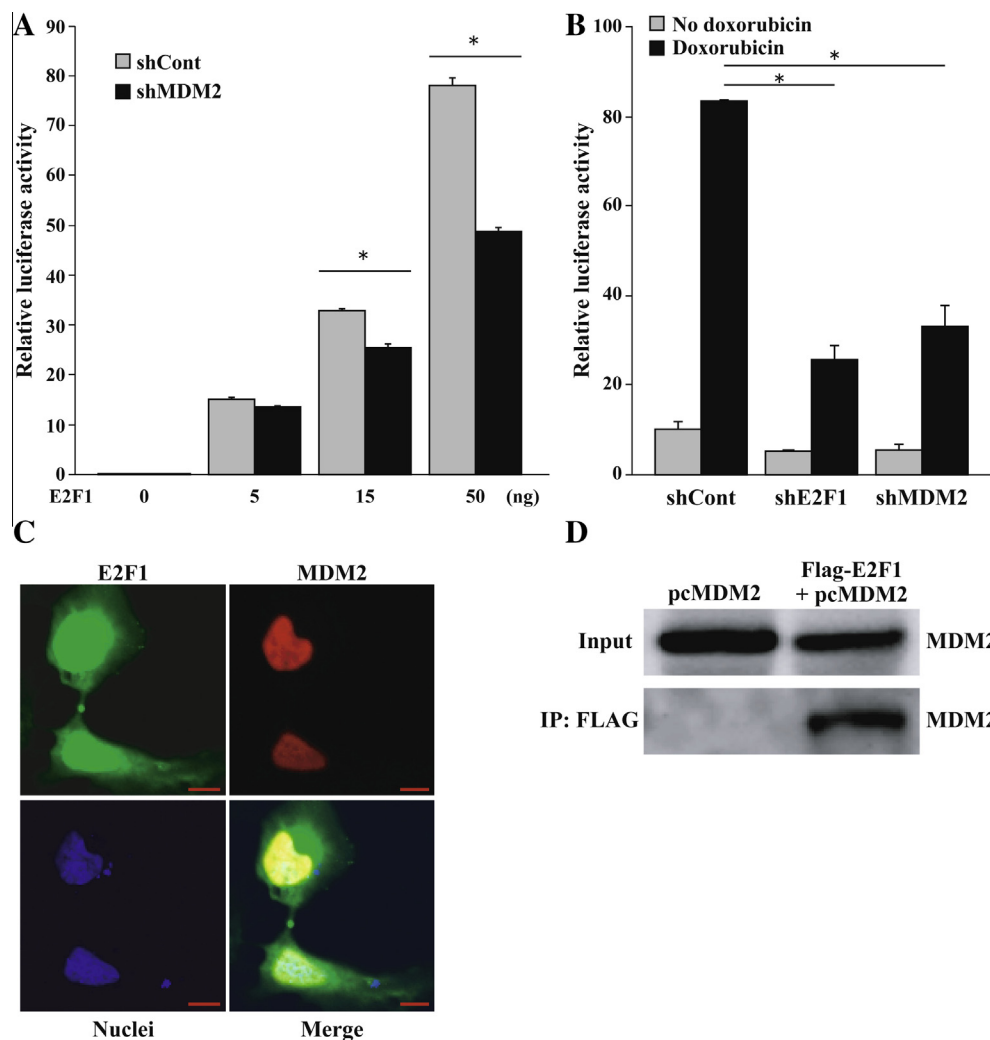 A
B
90
80
70
60
50
40
30
20
10
0
Relative luciferase activity
shCont
shMDM2
*
*
E2F1 0 5 15 50 (ng)
No doxorubicin
Doxorubicin
100
80
60
40
20
0
Relative luciferase activity
*
*
shCont shE2F1 shMDM2
C
E2F1 MDM2
Nuclei Merge
D
pcMDM2 Flag-E2F1
+ pcMDM2
Input MDM2
IP: FLAG MDM2